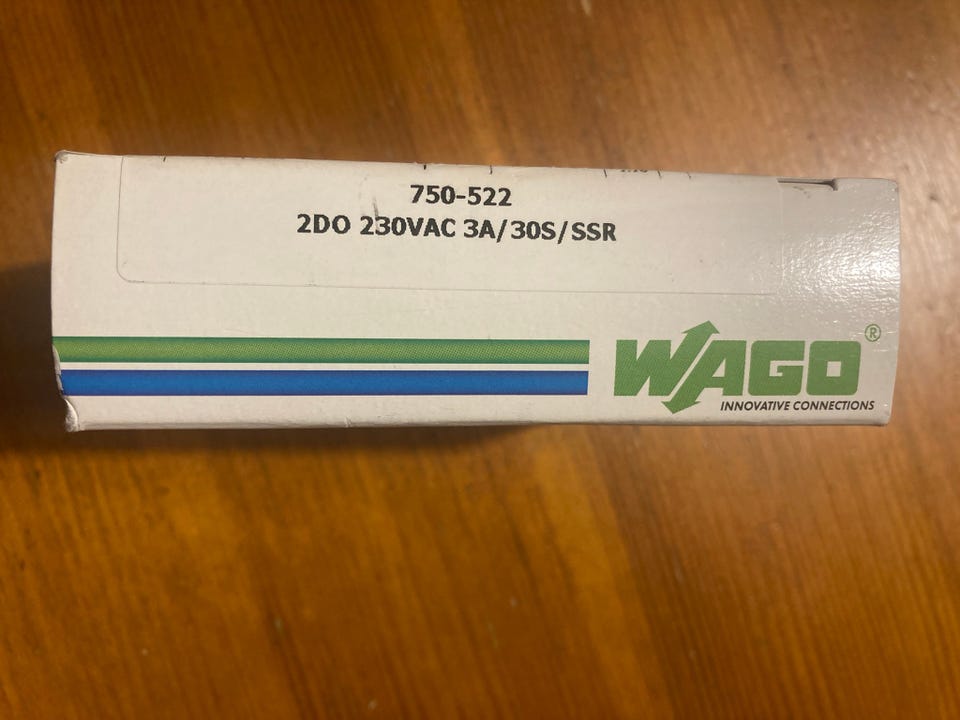 750-522
2DO 230VAC 3A/30S/SSR
WAGO®
INNOVATIVE CONNECTIONS